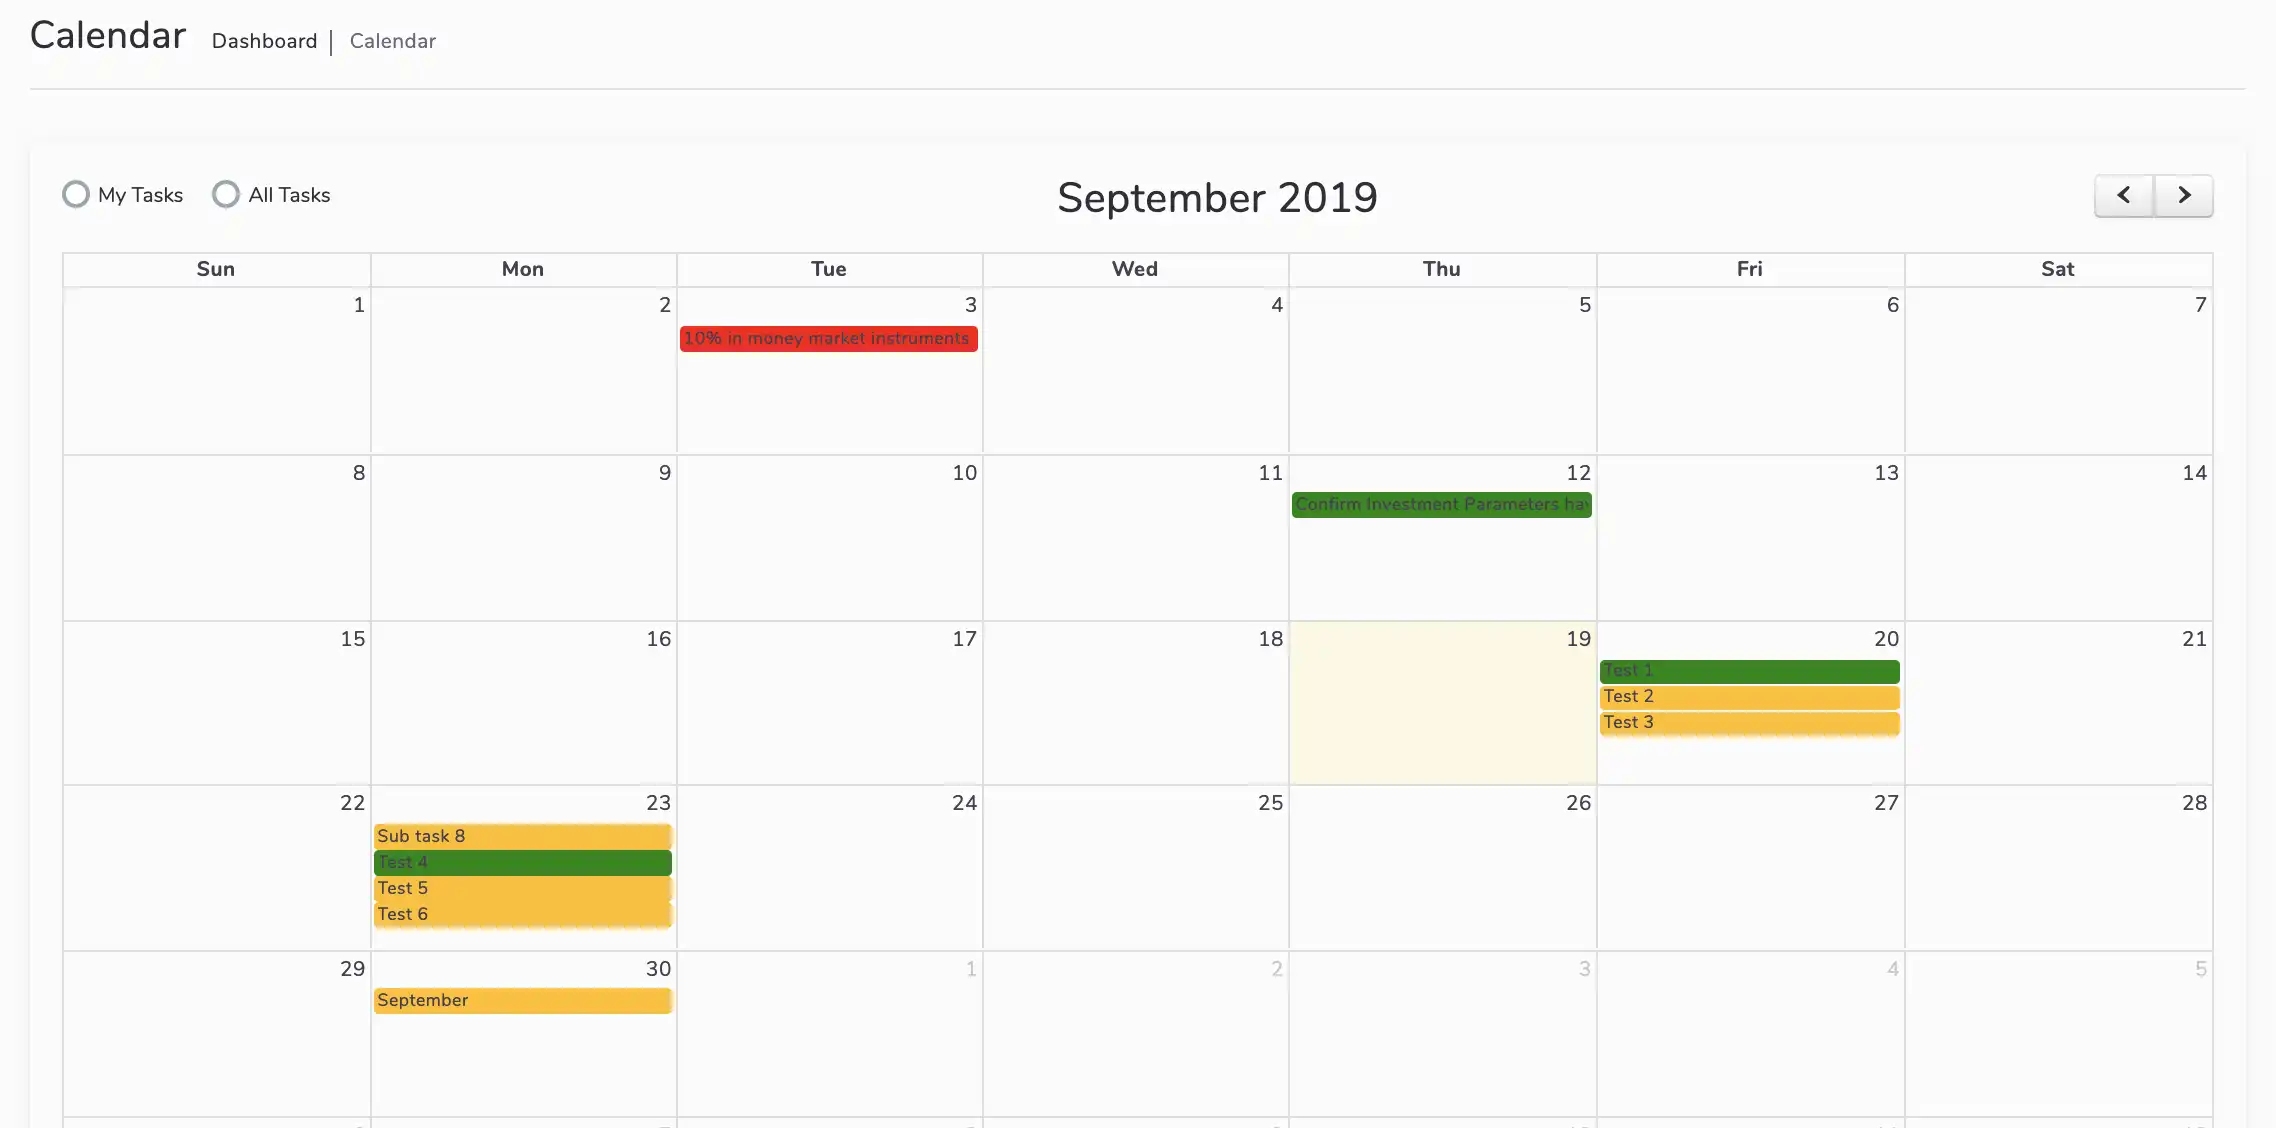 Calendar Dashboard | Calendar
My Tasks All Tasks September 2019
Sun Mon Tue Wed Thu Fri Sat
1 2 3 4 5 6 7
10% in money market instruments
8 9 10 11 12 13 14
Confirm Investment Parameters ha
15 16 17 18 19 20 21
Test 1
Test 2
Test 3
22 23 24 25 26 27 28
Sub task 8
Test 4
Test 5
Test 6
29 30 1 2 3 4 5
September